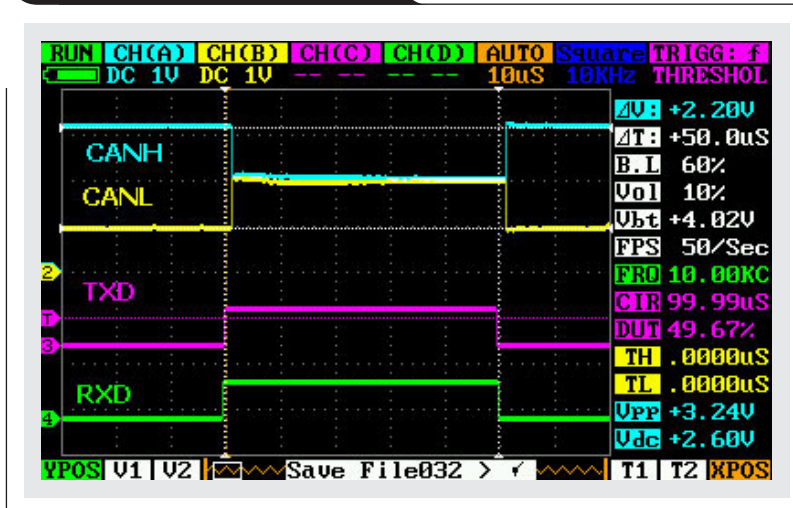 RUN CH(A) CH(B) CH(C) CH(D) AUTO Square TRIGG: f
DC 1V DC 1V -- -- -- -- 10uS 10KHz THRESHOL
⊿V: +2.20V
⊿T: +50.0uS
CANH
B.L 60%
CANL
Vol 10%
Vbt +4.02V
FPS 50/Sec
2
FRQ 10.00KC
TXD
CIR 99.99uS
T
DUT 49.67%
3
TH .0000uS
RXD
TL .0000uS
4
VPP +3.24V
Vdc +2.60V
YPOS V1 V2 Save File032 > ✓ T1 T2 XPOS